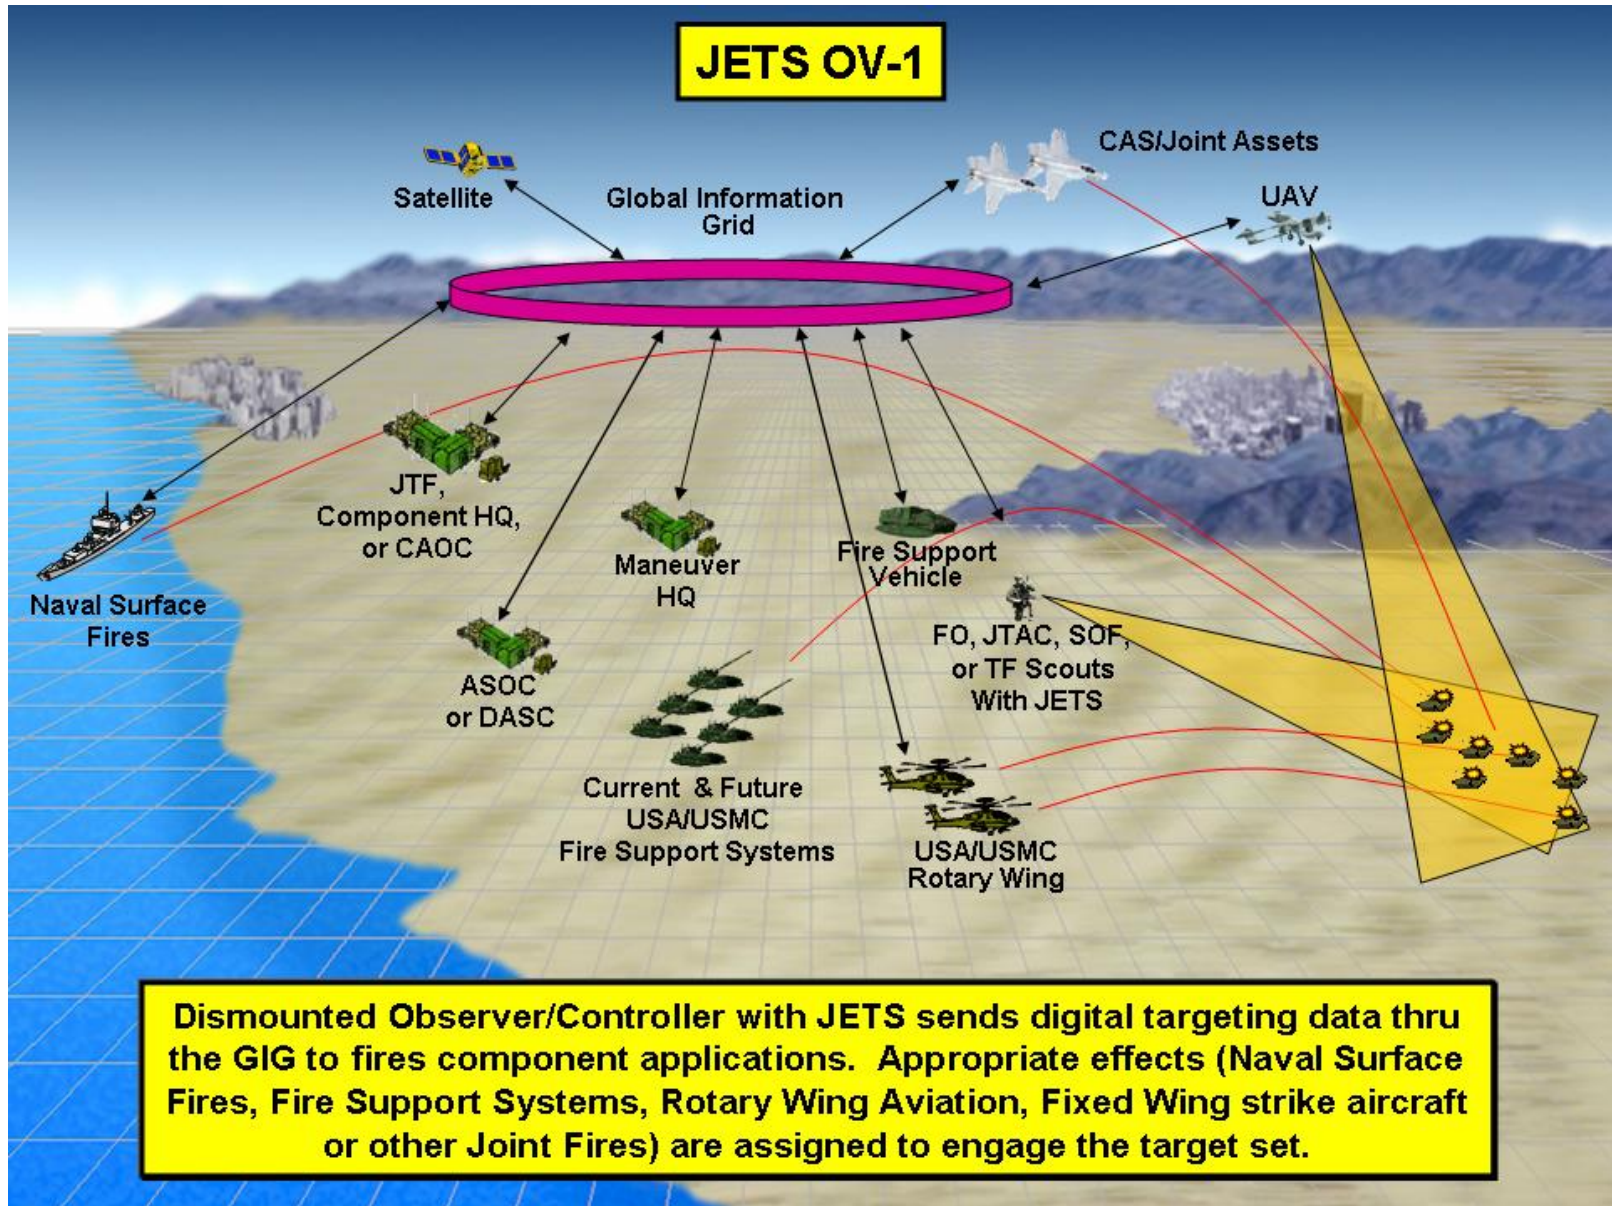 JETS OV-1
CAS/Joint Assets
Satellite
Global Information
Grid
UAV
JTF,
Component HQ,
or CAOC
Maneuver
HQ
Fire Support
Vehicle
Naval Surface
Fires
FO, JTAC, SOF,
or TF Scouts
With JETS
ASOC
or DASC
Current & Future
USA/USMC
Fire Support Systems
USA/USMC
Rotary Wing
Dismounted Observer/Controller with JETS sends digital targeting data thru
the GIG to fires component applications. Appropriate effects (Naval Surface
Fires, Fire Support Systems, Rotary Wing Aviation, Fixed Wing strike aircraft
or other Joint Fires) are assigned to engage the target set.